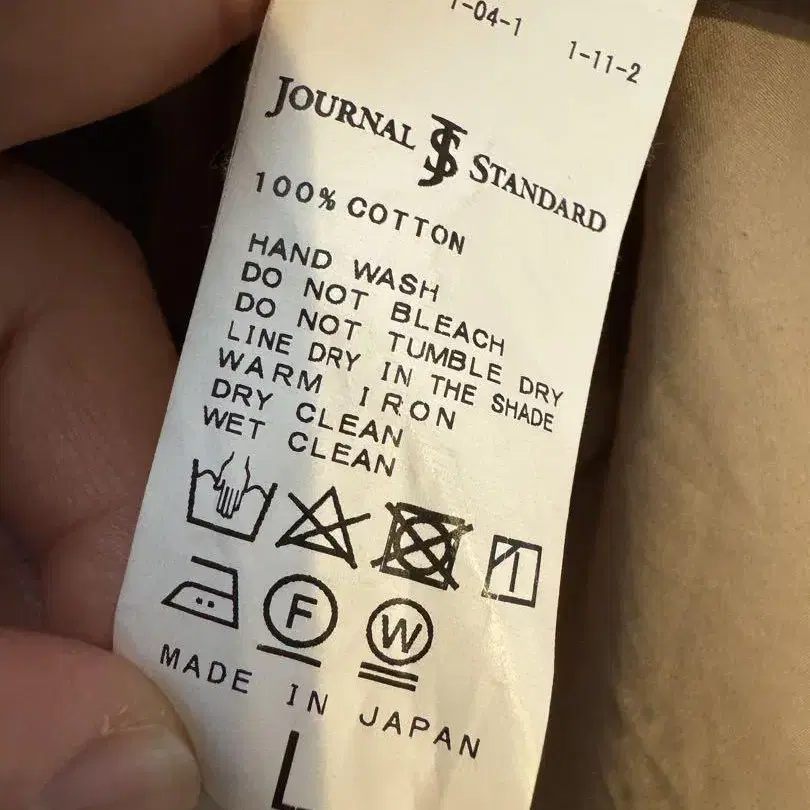 1-04-1 1-11-2
JOURNAL JS STANDARD
100% COTTON
HAND WASH
DO NOT BLEACH
DO NOT TUMBLE DRY
LINE DRY IN THE SHADE
WARM IRON
DRY CLEAN
WET CLEAN
F W
MADE IN JAPAN
L